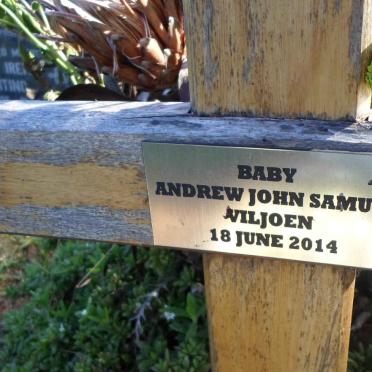 BABY
ANDREW JOHN SAMU
VILJOEN
18 JUNE 2014